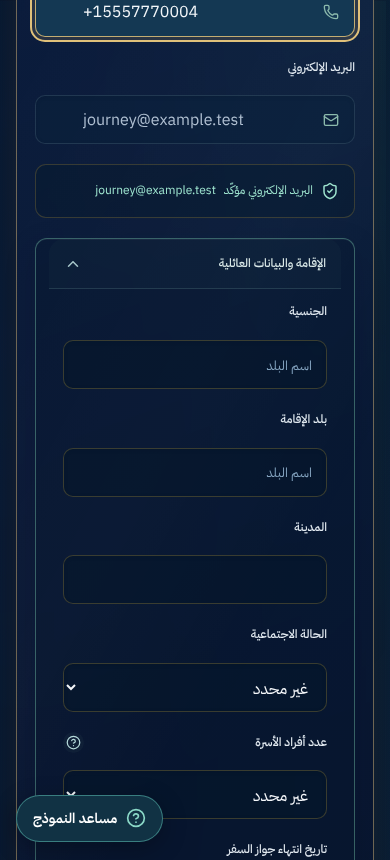 +15557770004
البريد الإلكتروني
journey@example.test
البريد الإلكتروني مؤكّد journey@example.test
الإقامة والبيانات العائلية
الجنسية
اسم البلد
بلد الإقامة
اسم البلد
المدينة
الحالة الاجتماعية
غير محدد
عدد أفراد الأسرة
غير محدد
مساعد النموذج
تاريخ انتهاء جواز السفر